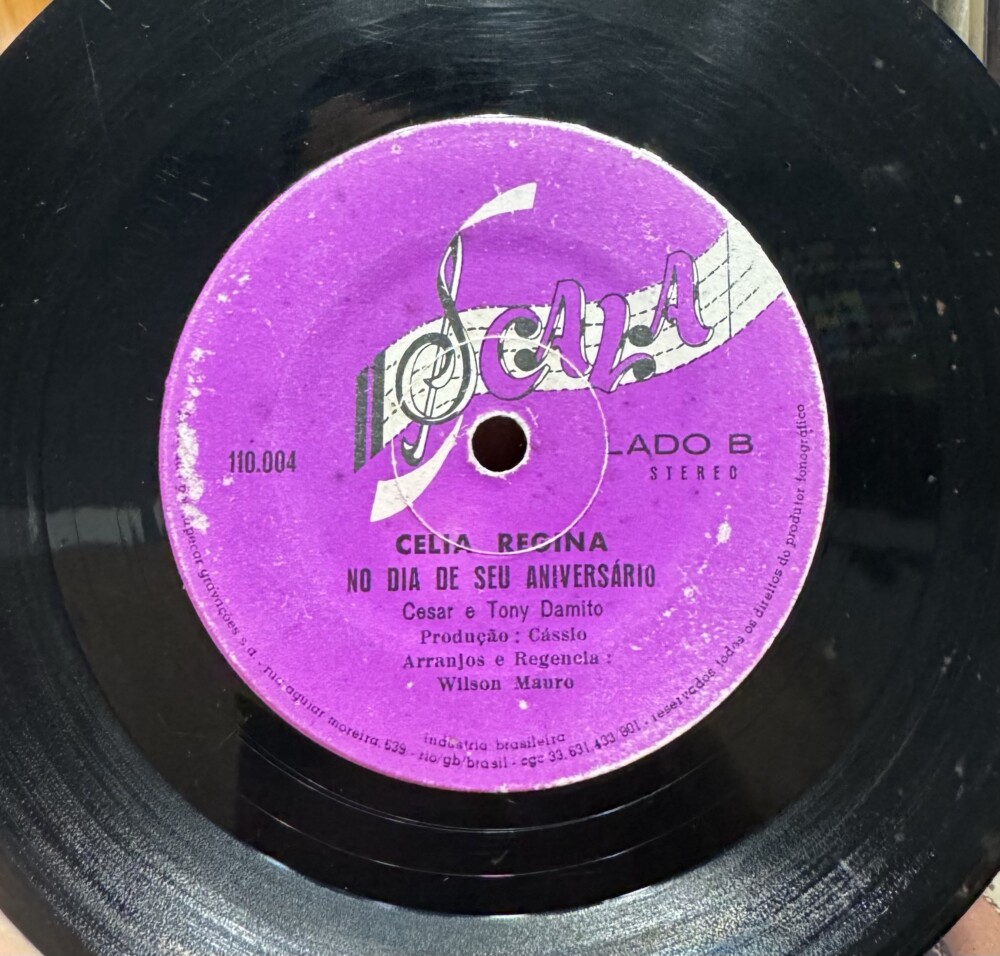 SCALA
110.004
LADO B
STEREO
CELIA REGINA
NO DIA DE SEU ANIVERSÁRIO
Cesar e Tony Damito
Produção : Cássio
Arranjos e Regencia :
Wilson Mauro
industria brasileira
gravações s.a. - rua aguiar moreira, 639 - rio/gb/brasil - cgc 33.631.433/801 - reservados todos os direitos do produtor fonográfico